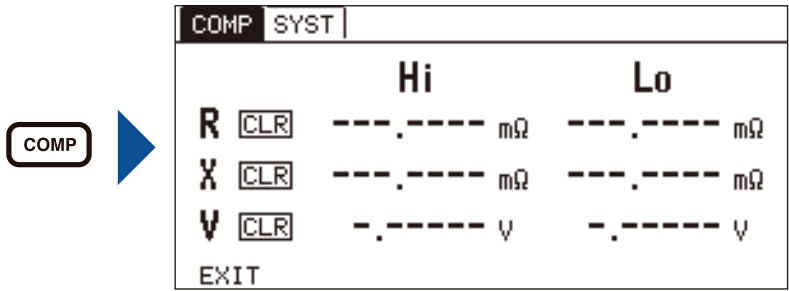 COMP
COMP SYST
Hi Lo
R CLR ---.---- mΩ ---.---- mΩ
X CLR ---.---- mΩ ---.---- mΩ
V CLR -.----- V -.----- V
EXIT